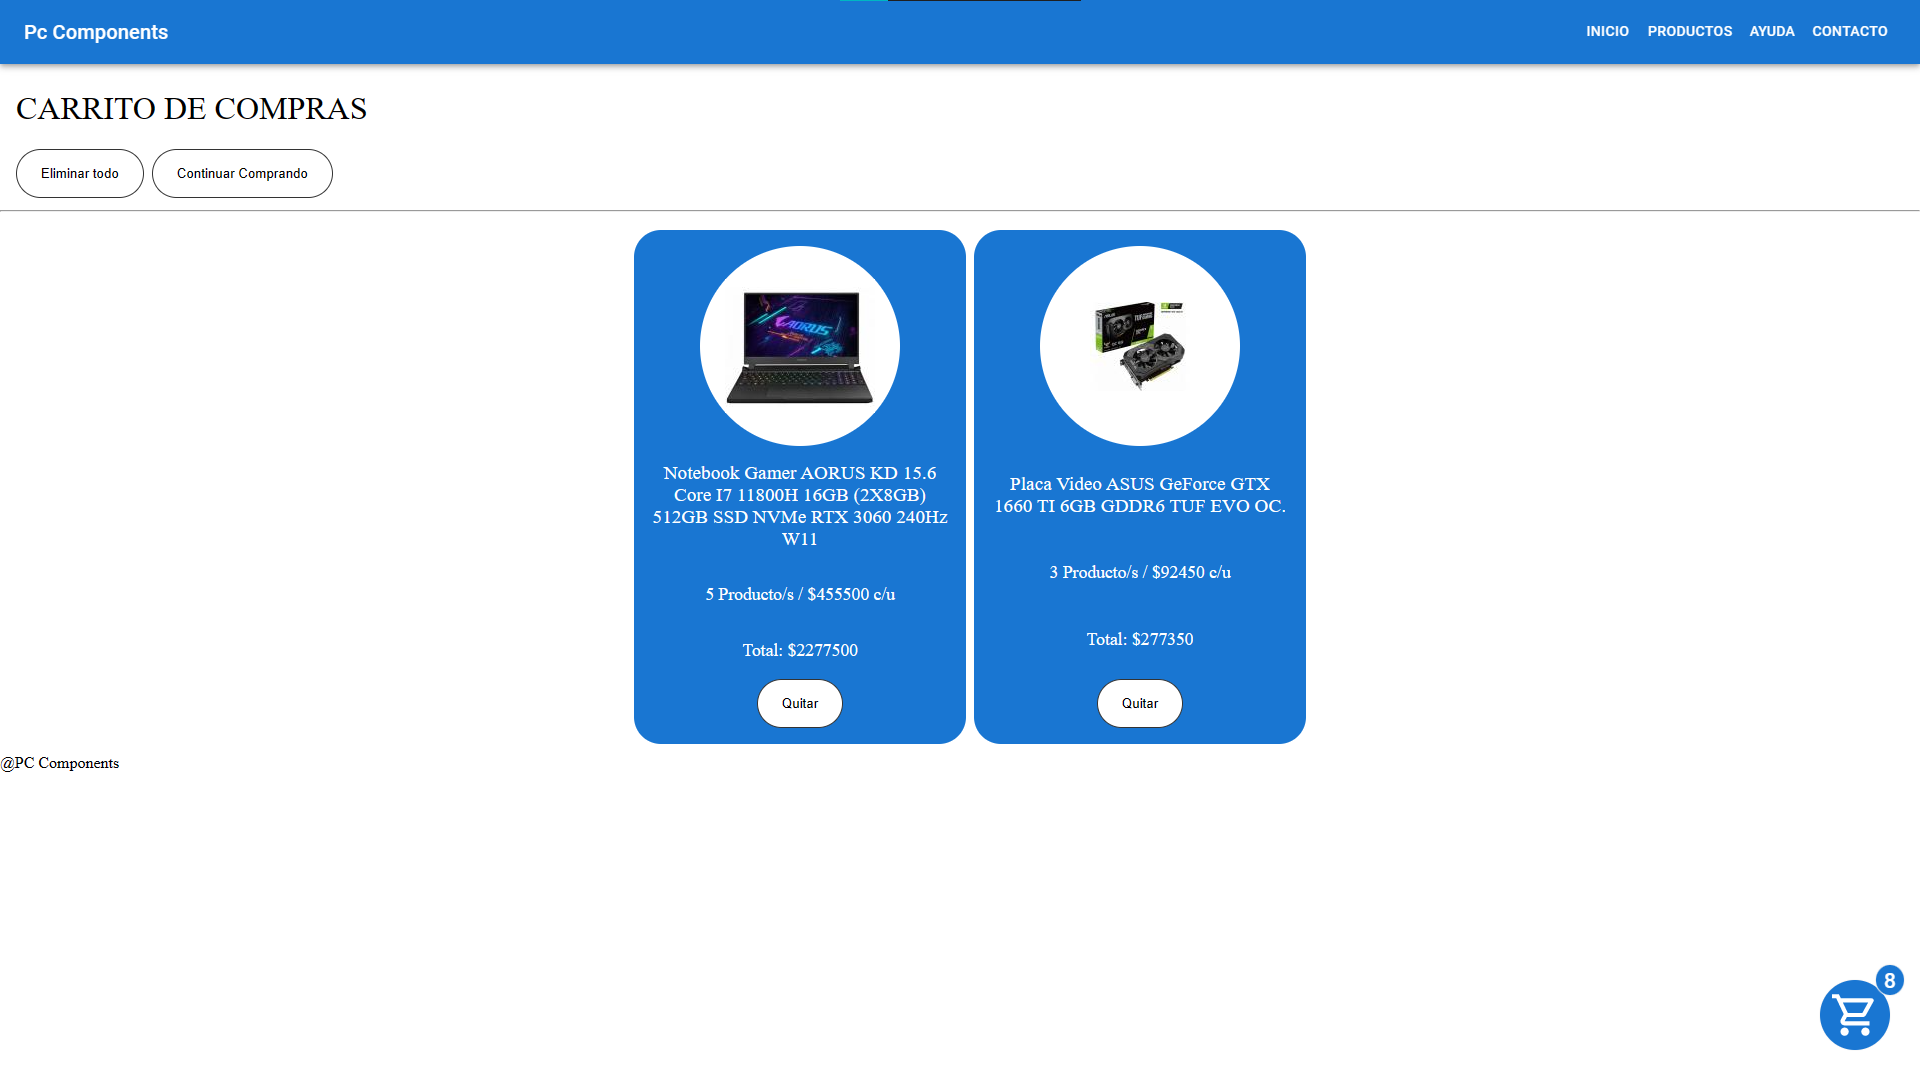 Pc Components
INICIO PRODUCTOS AYUDA CONTACTO
CARRITO DE COMPRAS
Eliminar todo
Continuar Comprando
AORUS
Notebook Gamer AORUS KD 15.6
Core I7 11800H 16GB (2X8GB)
512GB SSD NVMe RTX 3060 240Hz
W11
5 Producto/s / $455500 c/u
Total: $2277500
Quitar
Placa Video ASUS GeForce GTX
1660 TI 6GB GDDR6 TUF EVO OC.
3 Producto/s / $92450 c/u
Total: $277350
Quitar
@PC Components
8